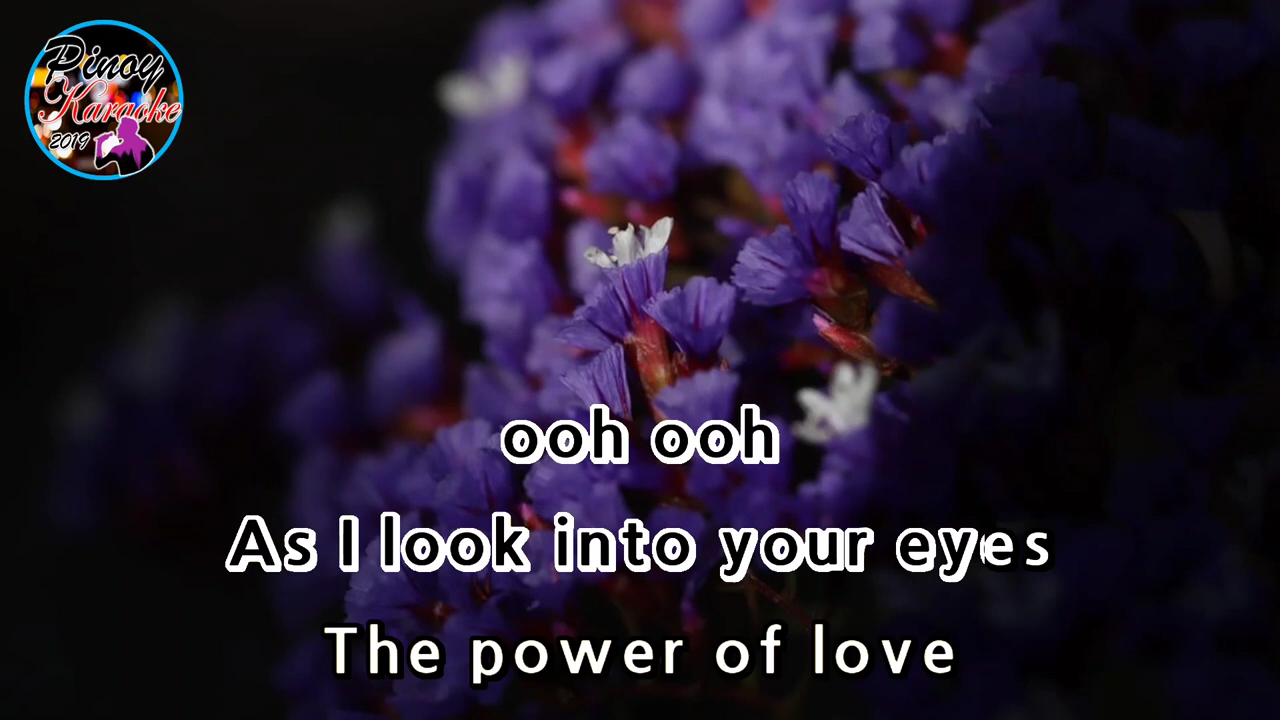 Pinoy
Karaoke
2019
ooh ooh
As I look into your eyes
The power of love